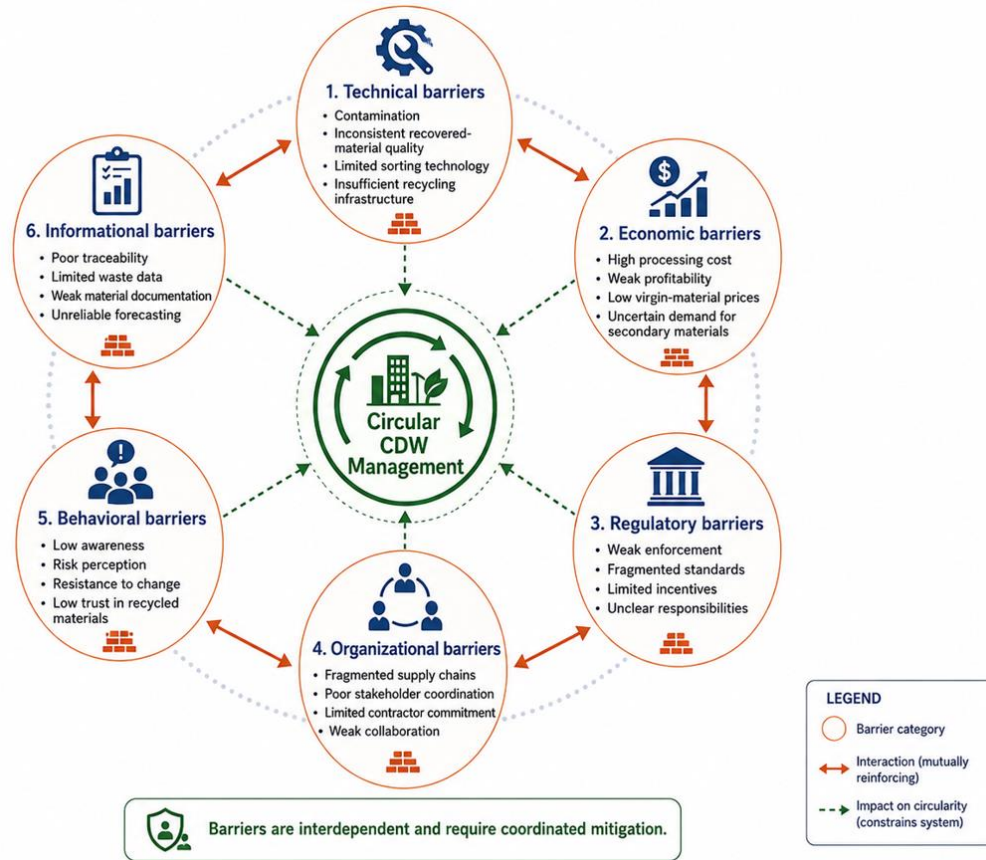 1. Technical barriers
• Contamination
• Inconsistent recovered-
material quality
• Limited sorting technology
• Insufficient recycling
infrastructure
$
2. Economic barriers
• High processing cost
• Weak profitability
• Low virgin-material prices
• Uncertain demand for
secondary materials
3. Regulatory barriers
• Weak enforcement
• Fragmented standards
• Limited incentives
• Unclear responsibilities
4. Organizational barriers
• Fragmented supply chains
• Poor stakeholder coordination
• Limited contractor commitment
• Weak collaboration
!
5. Behavioral barriers
• Low awareness
• Risk perception
• Resistance to change
• Low trust in recycled
materials
6. Informational barriers
• Poor traceability
• Limited waste data
• Weak material documentation
• Unreliable forecasting
Circular
CDW
Management
LEGEND
Barrier category
Interaction (mutually
reinforcing)
Impact on circularity
(constrains system)
Barriers are interdependent and require coordinated mitigation.